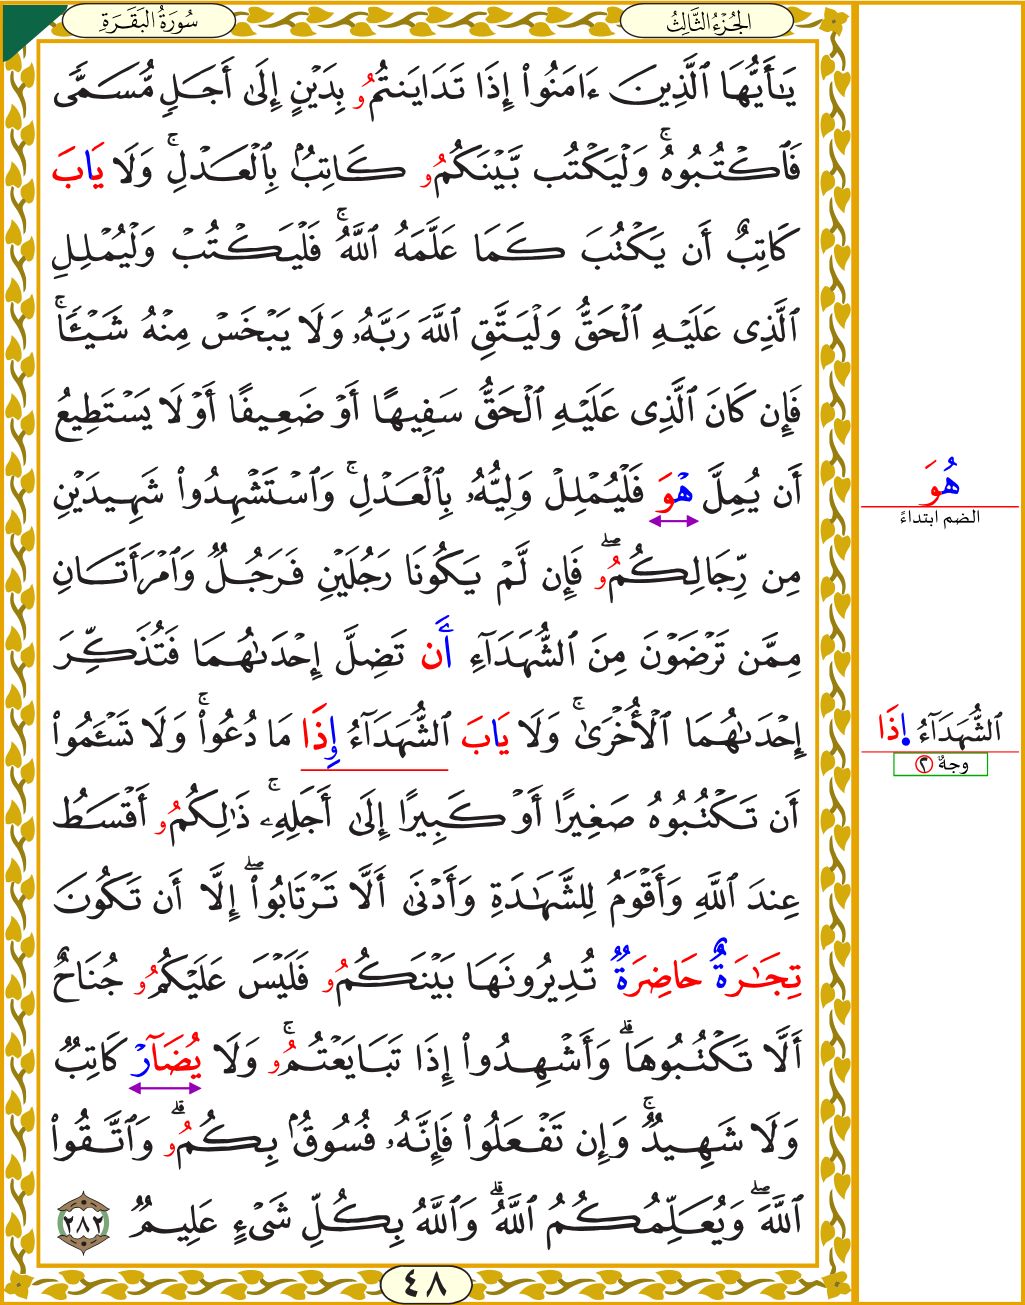 الجُزْءُ الثَّالِثُ
سُورَةُ البَقَرَةِ
يَٰٓأَيُّهَا ٱلَّذِينَ ءَامَنُوٓا۟ إِذَا تَدَايَنتُمُۥ بِدَيْنٍ إِلَىٰٓ أَجَلٍ مُّسَمًّى
فَٱكْتُبُوهُ ۚ وَلْيَكْتُب بَّيْنَكُمُۥ كَاتِبٌۢ بِٱلْعَدْلِ ۚ وَلَا يَابَ
كَاتِبٌ أَن يَكْتُبَ كَمَا عَلَّمَهُ ٱللَّهُ ۚ فَلْيَكْتُبْ وَلْيُمْلِلِ
ٱلَّذِى عَلَيْهِ ٱلْحَقُّ وَلْيَتَّقِ ٱللَّهَ رَبَّهُۥ وَلَا يَبْخَسْ مِنْهُ شَيْـًٔا ۚ
فَإِن كَانَ ٱلَّذِى عَلَيْهِ ٱلْحَقُّ سَفِيهًا أَوْ ضَعِيفًا أَوْ لَا يَسْتَطِيعُ
أَن يُمِلَّ هْوَ فَلْيُمْلِلْ وَلِيُّهُۥ بِٱلْعَدْلِ ۚ وَٱسْتَشْهِدُوا۟ شَهِيدَيْنِ
مِن رِّجَالِكُمُۥ ۖ فَإِن لَّمْ يَكُونَا رَجُلَيْنِ فَرَجُلٌ وَٱمْرَأَتَانِ
مِمَّن تَرْضَوْنَ مِنَ ٱلشُّهَدَآءِ أَن تَضِلَّ إِحْدَىٰهُمَا فَتُذَكِّرَ
إِحْدَىٰهُمَا ٱلْأُخْرَىٰ ۚ وَلَا يَابَ ٱلشُّهَدَآءُ إِذَا مَا دُعُوا۟ ۚ وَلَا تَسْـَٔمُوٓا۟
أَن تَكْتُبُوهُ صَغِيرًا أَوْ كَبِيرًا إِلَىٰٓ أَجَلِهِۦ ۚ ذَٰلِكُمُۥ أَقْسَطُ
عِندَ ٱللَّهِ وَأَقْوَمُ لِلشَّهَٰدَةِ وَأَدْنَىٰٓ أَلَّا تَرْتَابُوٓا۟ ۖ إِلَّآ أَن تَكُونَ
تِجَٰرَةٌ حَاضِرَةٌ تُدِيرُونَهَا بَيْنَكُمُۥ فَلَيْسَ عَلَيْكُمُۥ جُنَاحٌ
أَلَّا تَكْتُبُوهَا ۗ وَأَشْهِدُوٓا۟ إِذَا تَبَايَعْتُمُۥ ۚ وَلَا يُضَآرْ كَاتِبٌ
وَلَا شَهِيدٌ ۚ وَإِن تَفْعَلُوا۟ فَإِنَّهُۥ فُسُوقٌۢ بِكُمُۥ ۗ وَٱتَّقُوا۟
ٱللَّهَ ۖ وَيُعَلِّمُكُمُ ٱللَّهُ ۗ وَٱللَّهُ بِكُلِّ شَىْءٍ عَلِيمٌ ٢٨٢
هُوَ
الضم ابتداءً
ٱلشُّهَدَآءُ إِذَا
وجهٌ ٢
٤٨